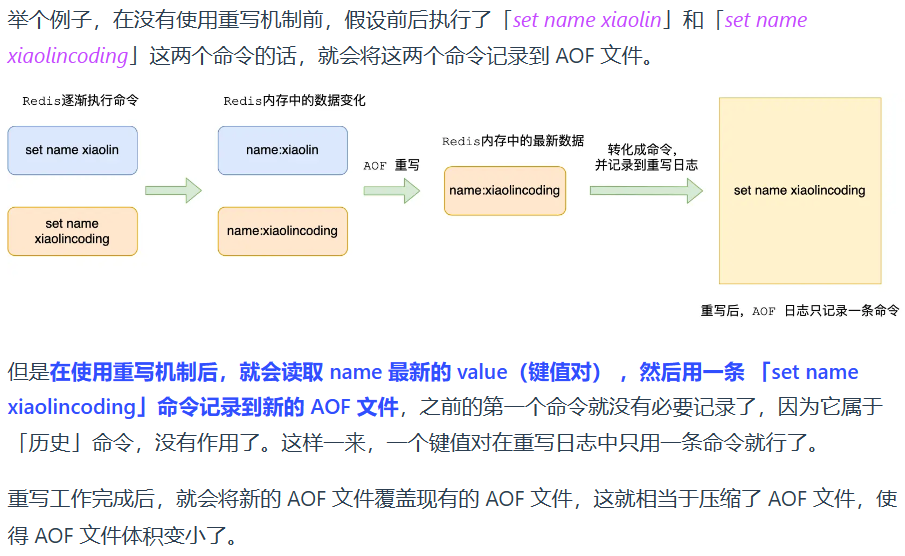 举个例子，在没有使用重写机制前，假设前后执行了「set name xiaolin」和「set name
xiaolincoding」这两个命令的话，就会将这两个命令记录到 AOF 文件。
Redis逐渐执行命令
Redis内存中的数据变化
set name xiaolin
name:xiaolin
set name
xiaolincoding
name:xiaolincoding
AOF 重写
Redis内存中的最新数据
name:xiaolincoding
转化成命令，
并记录到重写日志
set name xiaolincoding
重写后，AOF 日志只记录一条命令
但是在使用重写机制后，就会读取 name 最新的 value（键值对） ，然后用一条 「set name
xiaolincoding」命令记录到新的 AOF 文件，之前的第一个命令就没有必要记录了，因为它属于
「历史」命令，没有作用了。这样一来，一个键值对在重写日志中只用一条命令就行了。
重写工作完成后，就会将新的 AOF 文件覆盖现有的 AOF 文件，这就相当于压缩了 AOF 文件，使
得 AOF 文件体积变小了。